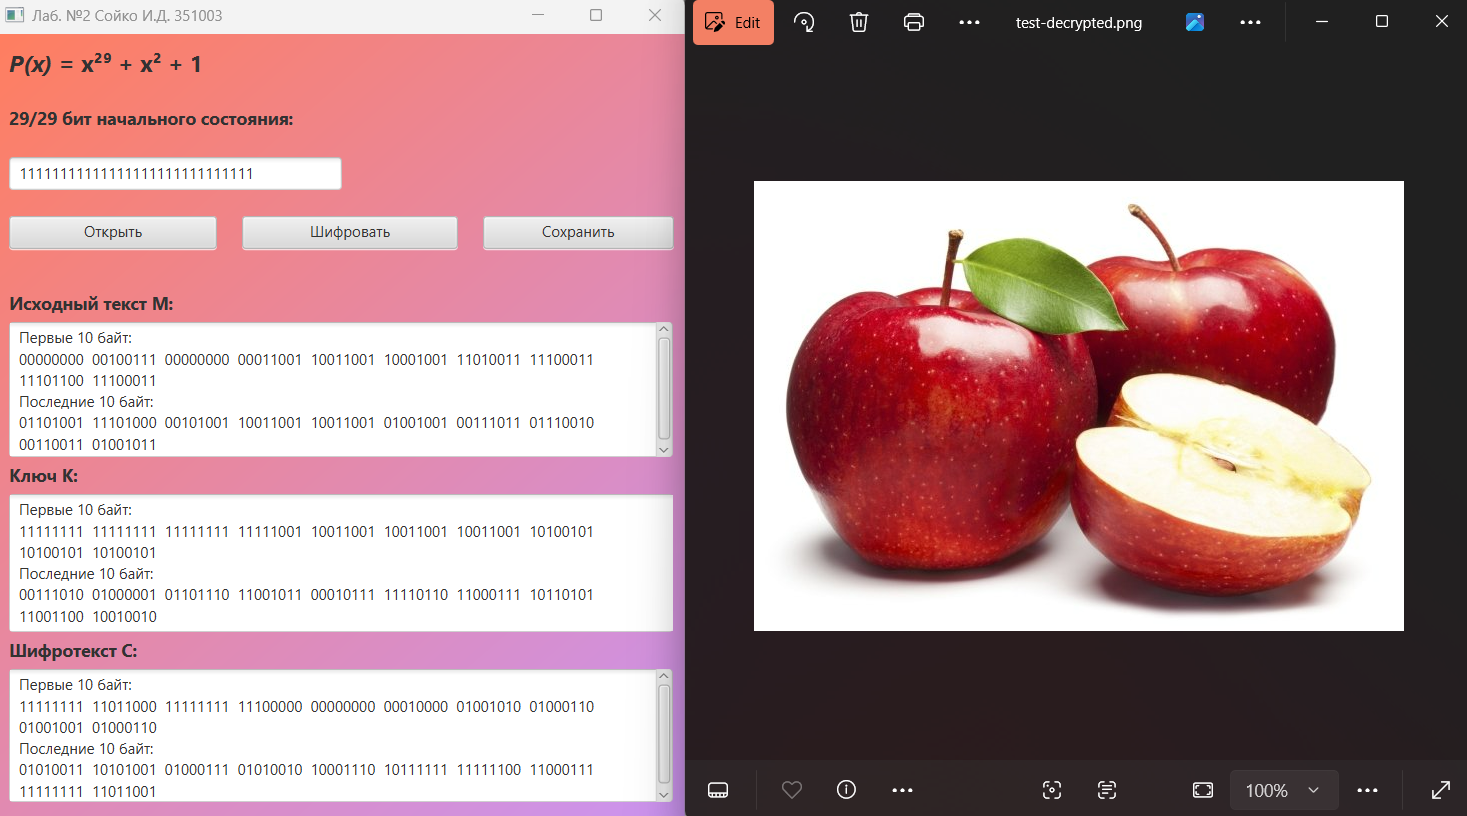 Лаб. №2 Сойко И.Д. 351003
P(x) = x²⁹ + x² + 1
29/29 бит начального состояния:
11111111111111111111111111111
Открыть Шифровать Сохранить
Исходный текст M:
Первые 10 байт:
00000000 00100111 00000000 00011001 10011001 10001001 11010011 11100011
11101100 11100011
Последние 10 байт:
01101001 11101000 00101001 10011001 10011001 01001001 00111011 01110010
00110011 01001011
Ключ K:
Первые 10 байт:
11111111 11111111 11111111 11111001 10011001 10011001 10011001 10100101
10100101 10100101
Последние 10 байт:
00111010 01000001 01101110 11001011 00010111 11110110 11000111 10110101
11001100 10010010
Шифротекст C:
Первые 10 байт:
11111111 11011000 11111111 11100000 00000000 00010000 01001010 01000110
01001001 01000110
Последние 10 байт:
01010011 10101001 01000111 01010010 10001110 10111111 11111100 11000111
11111111 11011001
Edit
test-decrypted.png
100%